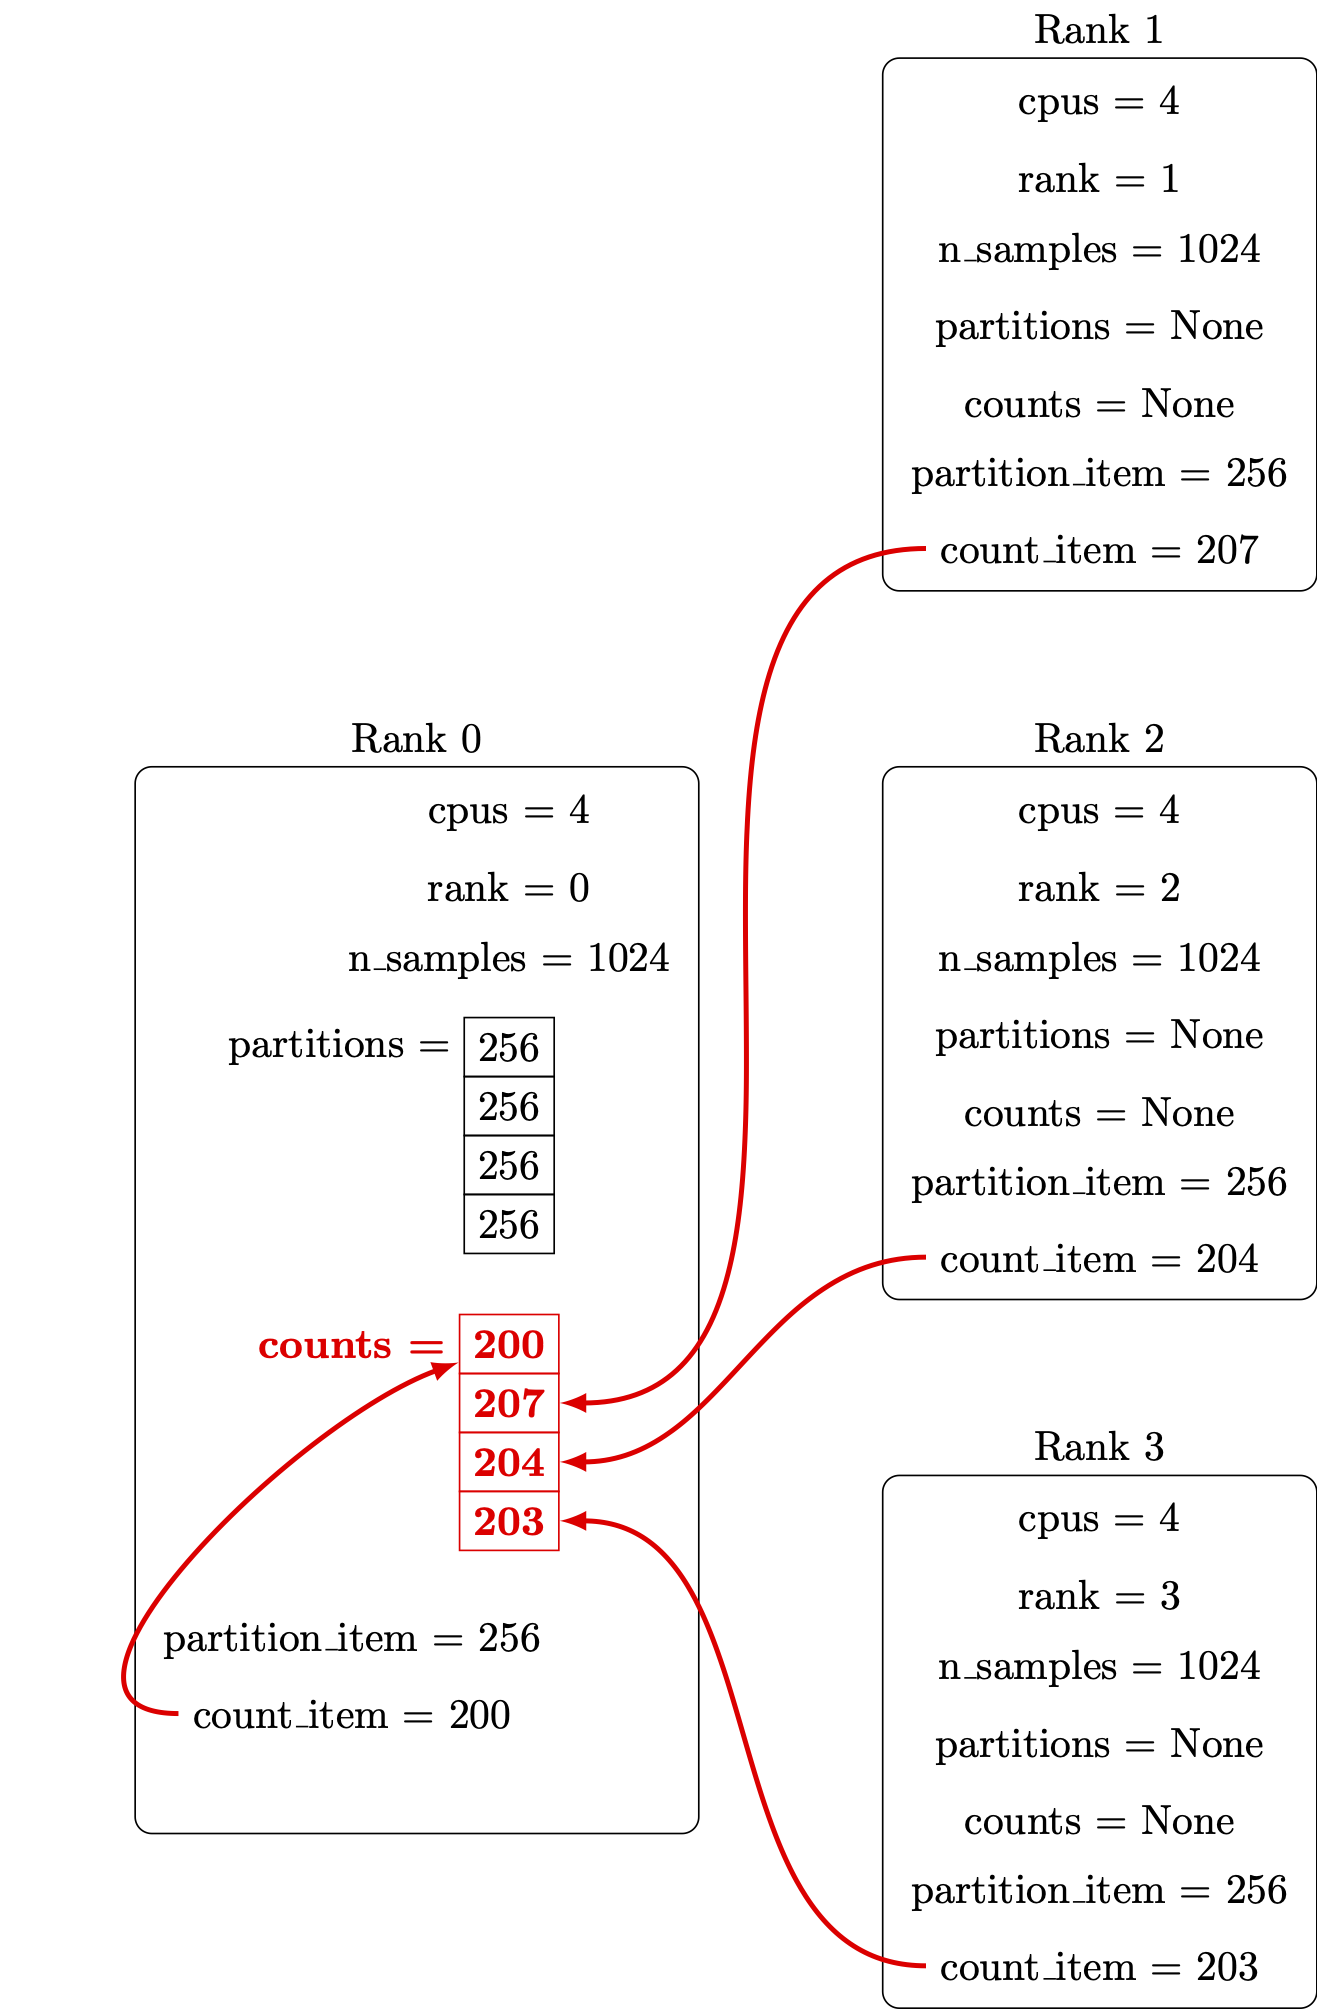 Rank 1
cpus = 4
rank = 1
n_samples = 1024
partitions = None
counts = None
partition_item = 256
count_item = 207
Rank 0
cpus = 4
rank = 0
n_samples = 1024
partitions = 256
256
256
256
counts = 200
207
204
203
partition_item = 256
count_item = 200
Rank 2
cpus = 4
rank = 2
n_samples = 1024
partitions = None
counts = None
partition_item = 256
count_item = 204
Rank 3
cpus = 4
rank = 3
n_samples = 1024
partitions = None
counts = None
partition_item = 256
count_item = 203